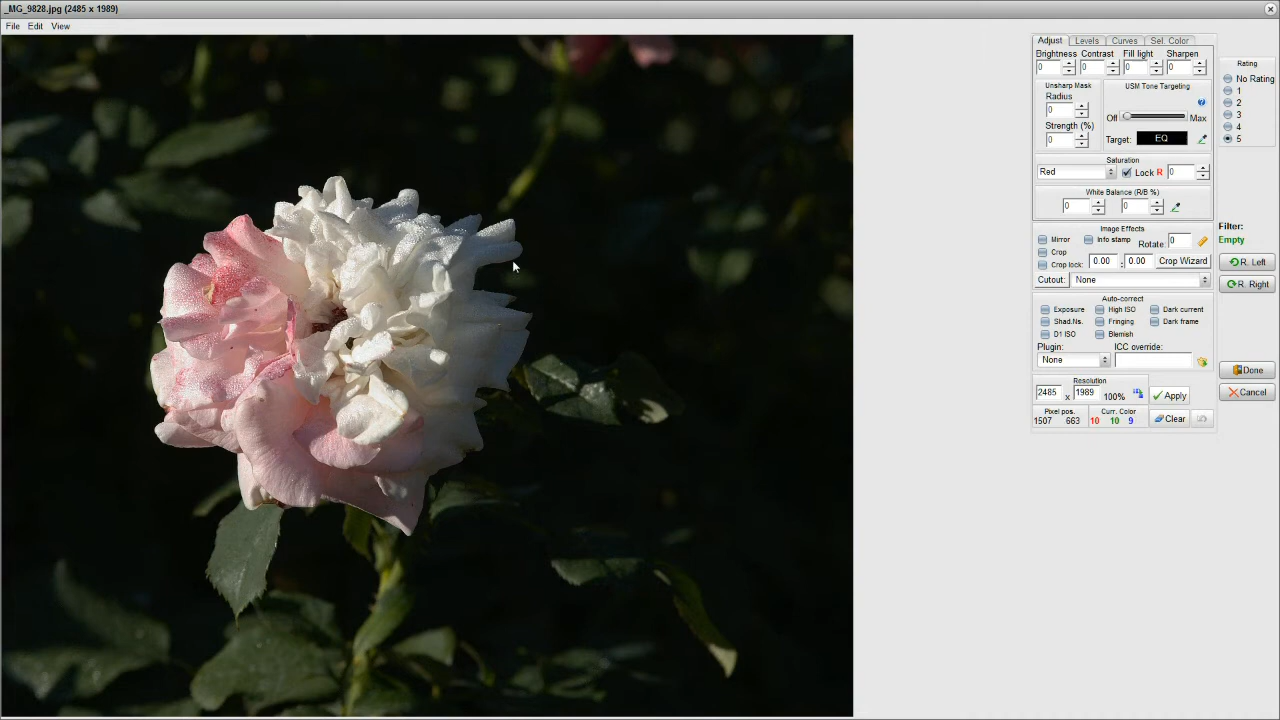 _MG_9828.jpg (2485 x 1989)
File Edit View
Adjust Levels Curves Sel. Color
Brightness Contrast Fill light Sharpen
0 0 0 0
Unsharp Mask
Radius
0
Strength (%)
0
USM Tone Targeting
Off Max
Target: EQ
Saturation
Red Lock R 0
White Balance (R/B %)
0 0
Image Effects
Mirror Info stamp Rotate: 0
Crop
Crop lock: 0.00 : 0.00 Crop Wizard
Cutout: None
Auto-correct
Exposure High ISO Dark current
Shad.Ns. Fringing Dark frame
D1 ISO Blemish
Plugin: ICC override:
None
Resolution
2485 x 1989 100% Apply
Pixel pos. Curr. Color
1507 663 10 10 9 Clear
Rating
No Rating
1
2
3
4
5
Filter:
Empty
R. Left
R. Right
Done
Cancel